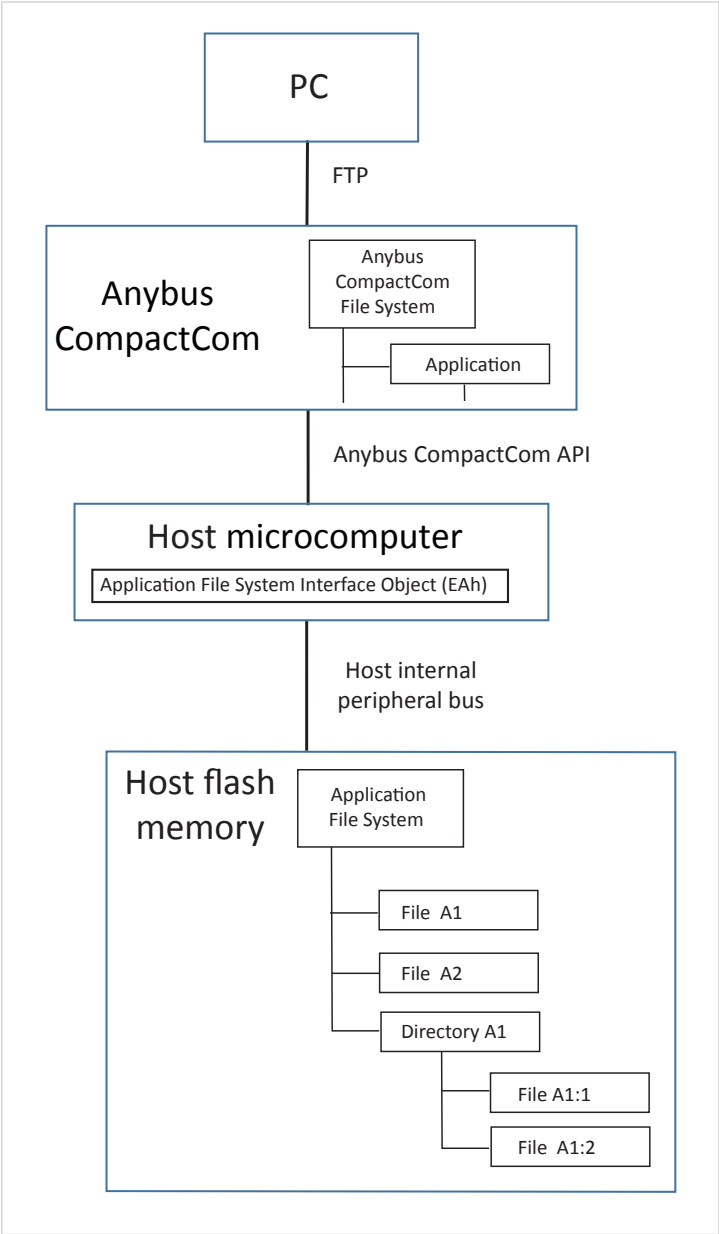 PC
FTP
Anybus
CompactCom
Anybus
CompactCom
File System
Application
Anybus CompactCom API
Host microcomputer
Application File System Interface Object (EAh)
Host internal
peripheral bus
Host flash
memory
Application
File System
File A1
File A2
Directory A1
File A1:1
File A1:2